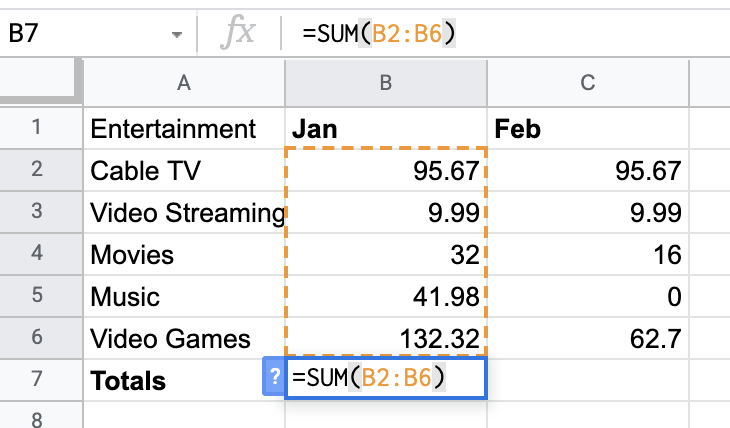 B7 fx =SUM(B2:B6)
A B C
1 Entertainment Jan Feb
2 Cable TV 95.67 95.67
3 Video Streaming 9.99 9.99
4 Movies 32 16
5 Music 41.98 0
6 Video Games 132.32 62.7
7 Totals ? =SUM(B2:B6)
8